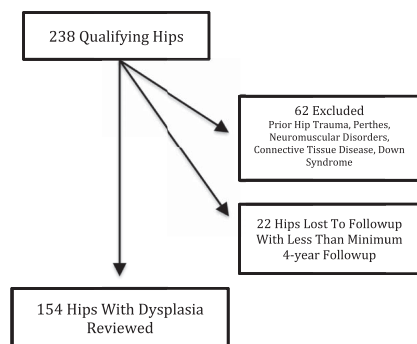 238 Qualifying Hips
62 Excluded
Prior Hip Trauma, Perthes,
Neuromuscular Disorders,
Connective Tissue Disease, Down
Syndrome
22 Hips Lost To Followup
With Less Than Minimum
4-year Followup
154 Hips With Dysplasia
Reviewed